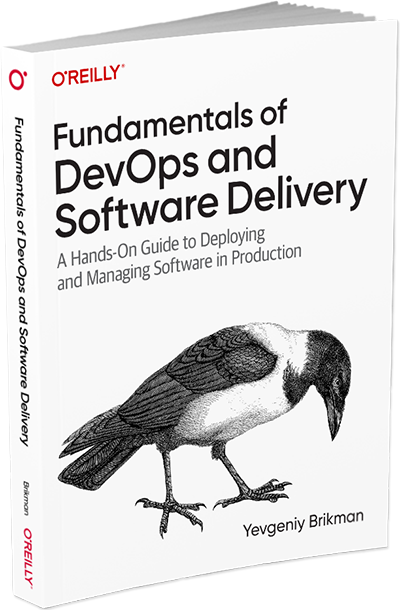 O'REILLY®
Fundamentals of
DevOps and
Software Delivery
A Hands-On Guide to Deploying
and Managing Software in Production
Yevgeniy Brikman
Fundamentals of DevOps and Software Delivery
Brikman
O'REILLY®